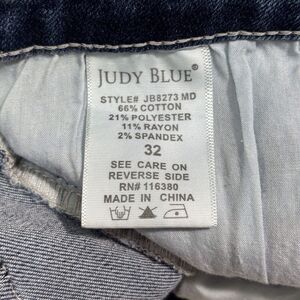 JUDY BLUE®
STYLE# JB8273 MD
66% COTTON
21% POLYESTER
11% RAYON
2% SPANDEX
32
SEE CARE ON
REVERSE SIDE
RN# 116380
MADE IN CHINA